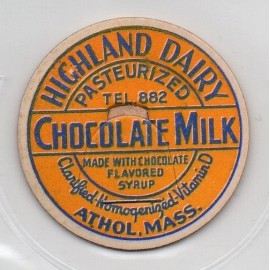 HIGHLAND DAIRY
PASTEURIZED
TEL. 882
CHOCOLATE MILK
MADE WITH CHOCOLATE
FLAVORED
SYRUP
Clarified-Homogenized-Vitamin D
ATHOL, MASS.